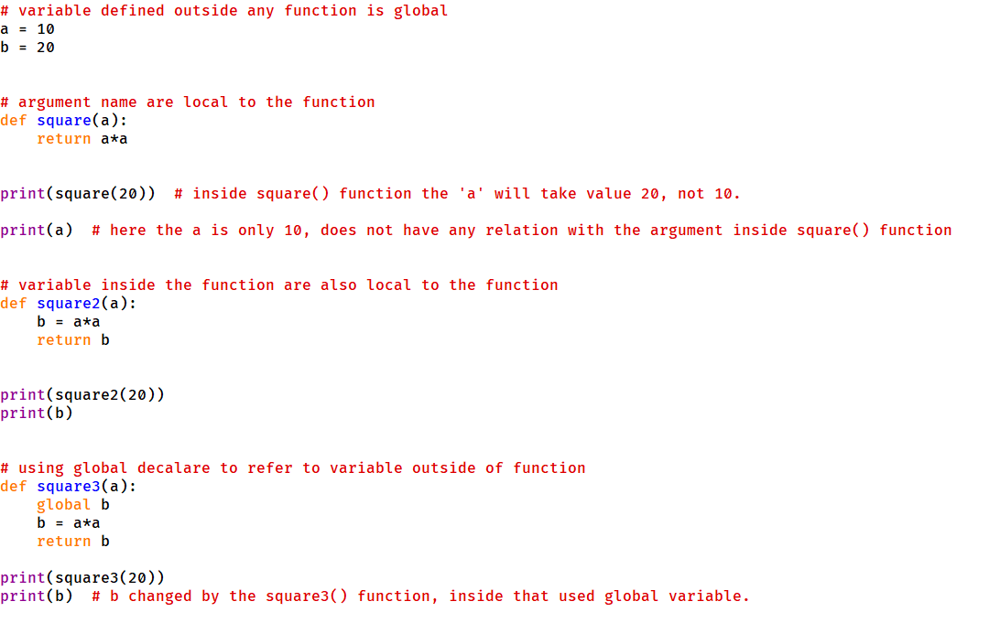 # variable defined outside any function is global
a = 10
b = 20
# argument name are local to the function
def square(a):
    return a*a
print(square(20))  # inside square() function the 'a' will take value 20, not 10.
print(a)  # here the a is only 10, does not have any relation with the argument inside square() function
# variable inside the function are also local to the function
def square2(a):
    b = a*a
    return b
print(square2(20))
print(b)
# using global decalare to refer to variable outside of function
def square3(a):
    global b
    b = a*a
    return b
print(square3(20))
print(b)  # b changed by the square3() function, inside that used global variable.